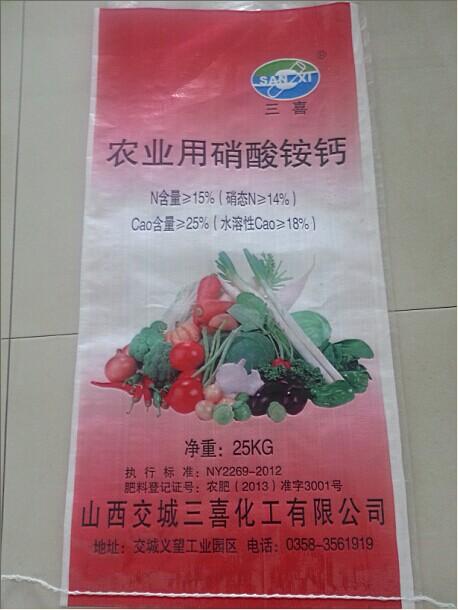 SANXI
®
三喜
农业用硝酸铵钙
N含量≥15%(硝态N≥14%)
Cao含量≥25%(水溶性Cao≥18%)
净重：25KG
执行标准：NY2269-2012
肥料登记证号：农肥(2013)准字3001号
山西交城三喜化工有限公司
地址：交城义望工业园区 电话：0358-3561919